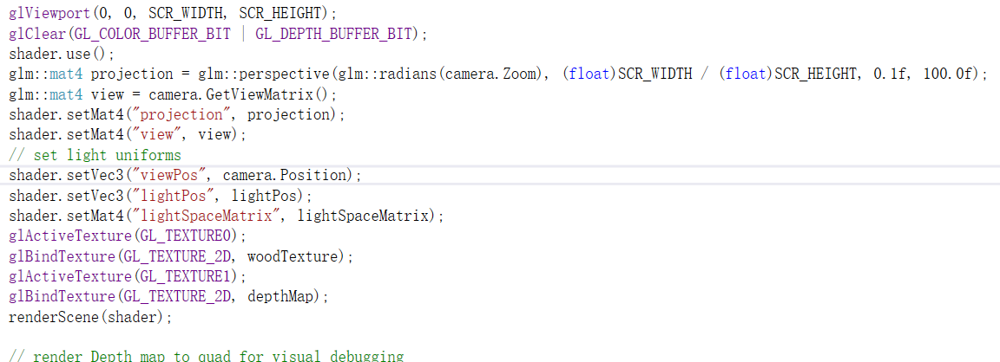 glViewport(0, 0, SCR_WIDTH, SCR_HEIGHT);
glClear(GL_COLOR_BUFFER_BIT | GL_DEPTH_BUFFER_BIT);
shader.use();
glm::mat4 projection = glm::perspective(glm::radians(camera.Zoom), (float)SCR_WIDTH / (float)SCR_HEIGHT, 0.1f, 100.0f);
glm::mat4 view = camera.GetViewMatrix();
shader.setMat4("projection", projection);
shader.setMat4("view", view);
// set light uniforms
shader.setVec3("viewPos", camera.Position);
shader.setVec3("lightPos", lightPos);
shader.setMat4("lightSpaceMatrix", lightSpaceMatrix);
glActiveTexture(GL_TEXTURE0);
glBindTexture(GL_TEXTURE_2D, woodTexture);
glActiveTexture(GL_TEXTURE1);
glBindTexture(GL_TEXTURE_2D, depthMap);
renderScene(shader);
// render Depth map to quad for visual debugging